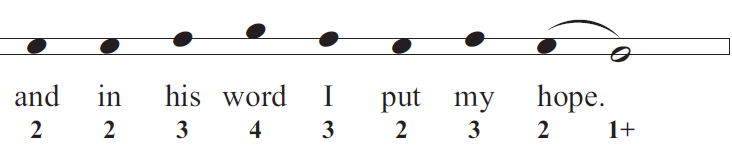 and in his word I put my hope.
2 2 3 4 3 2 3 2 1+